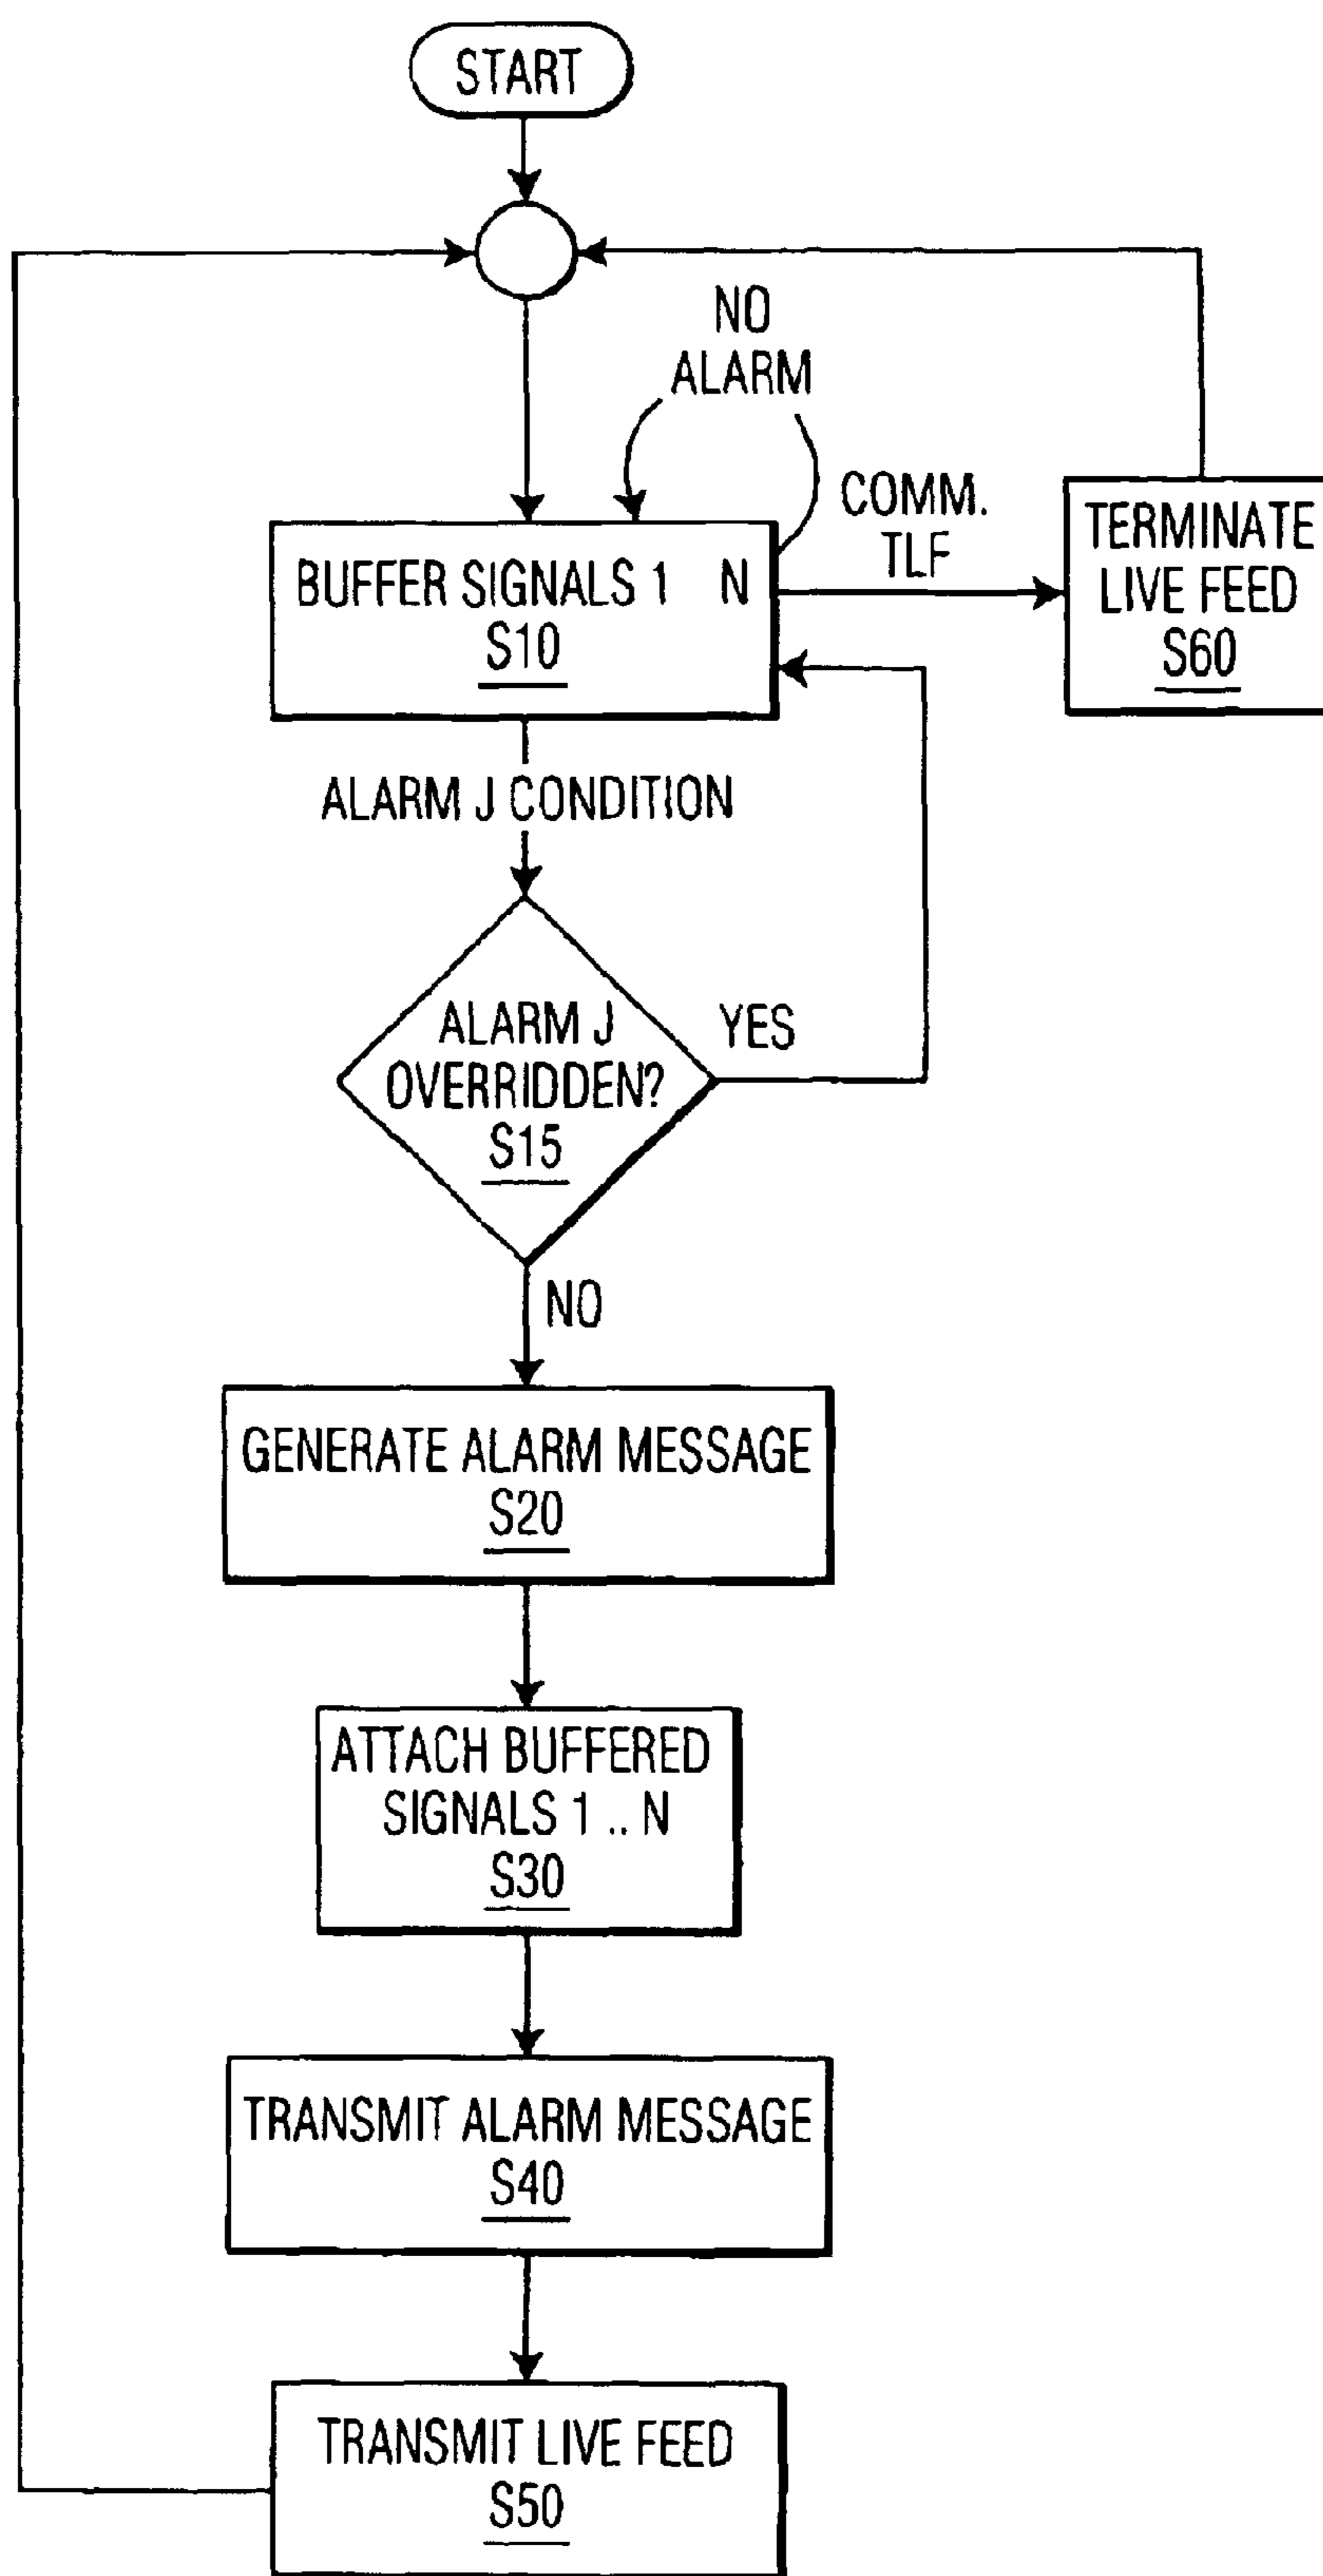 START
NO
ALARM
COMM.
TLF
TERMINATE
LIVE FEED
S60
BUFFER SIGNALS 1 N
S10
ALARM J CONDITION
ALARM J
OVERRIDDEN?
S15
YES
NO
GENERATE ALARM MESSAGE
S20
ATTACH BUFFERED
SIGNALS 1 .. N
S30
TRANSMIT ALARM MESSAGE
S40
TRANSMIT LIVE FEED
S50